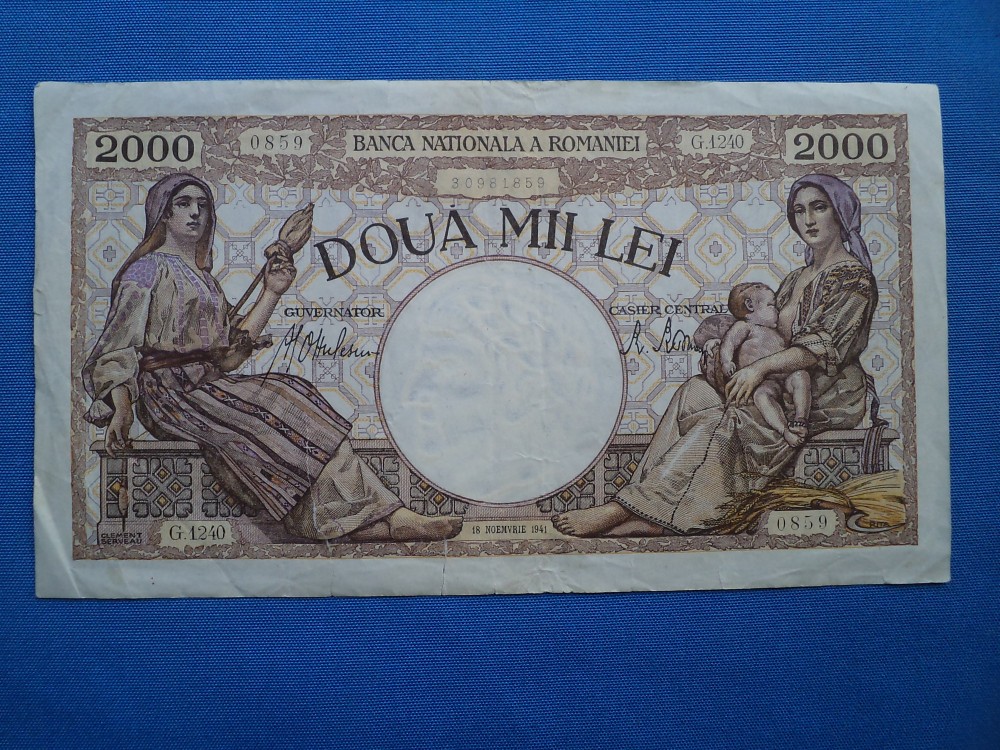 2000 0859 BANCA NATIONALA A ROMANIEI G.1240 2000
30981859
DOUĂ MII LEI
GUVERNATOR CASIER CENTRAL
G.1240 18 NOEMVRIE 1941 0859
CLEMENT
SERVEAU